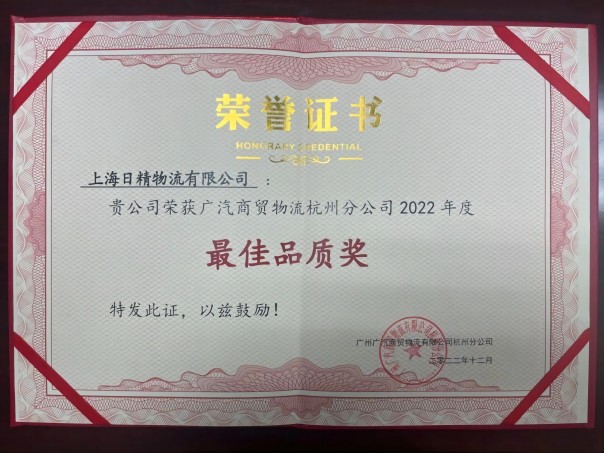 荣誉证书
HONORARY CREDENTIAL
上海日精物流有限公司：
贵公司荣获广汽商贸物流杭州分公司2022年度
最佳品质奖
特发此证，以兹鼓励！
广州广汽商贸物流有限公司杭州分公司
二零二二年十二月